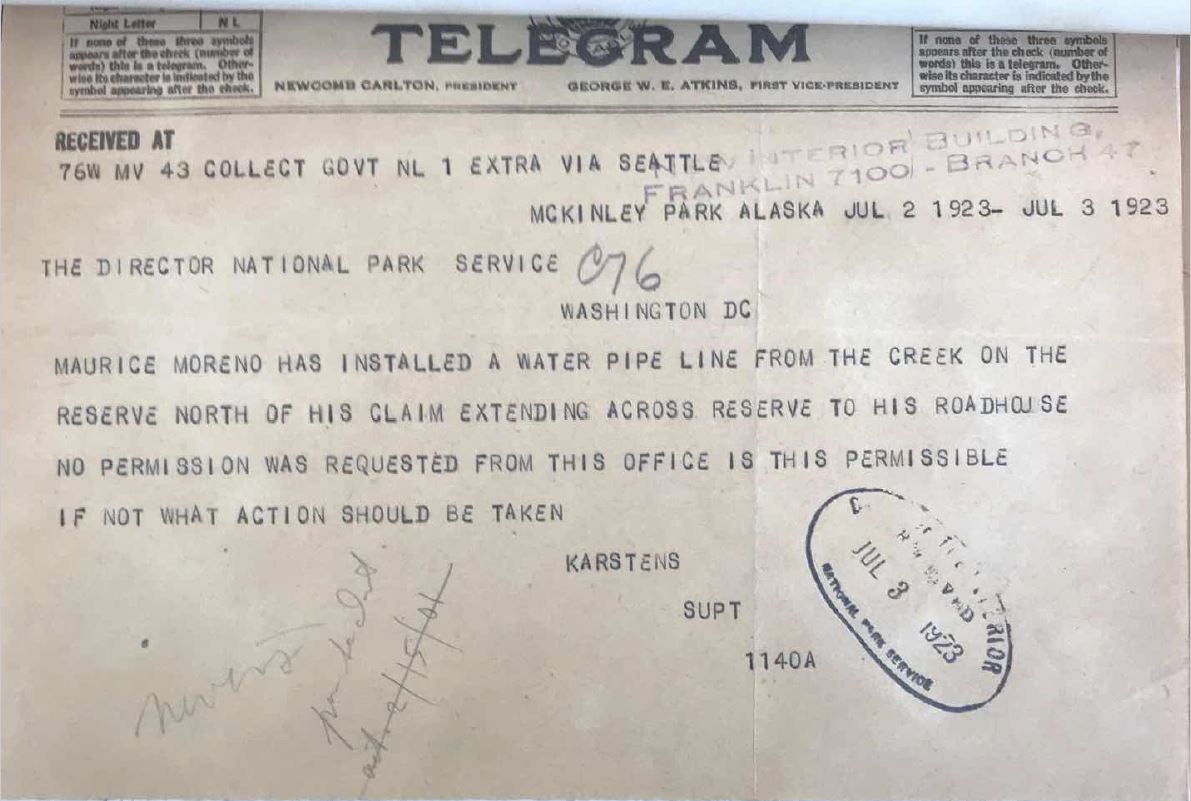 Night Letter N L
If none of these three symbols
appears after the check (number of
words) this is a telegram. Other-
wise its character is indicated by the
symbol appearing after the check.
TELEGRAM
NEWCOMB CARLTON, PRESIDENT GEORGE W. E. ATKINS, FIRST VICE-PRESIDENT
If none of these three symbols
appears after the check (number of
words) this is a telegram. Other-
wise its character is indicated by the
symbol appearing after the check.
RECEIVED AT
76W MV 43 COLLECT GOVT NL 1 EXTRA VIA SEATTLE
INTERIOR BUILDING,
FRANKLIN 7100 - BRANCH 47
MCKINLEY PARK ALASKA JUL 2 1923- JUL 3 1923
THE DIRECTOR NATIONAL PARK SERVICE C76
WASHINGTON DC
MAURICE MORENO HAS INSTALLED A WATER PIPE LINE FROM THE CREEK ON THE
RESERVE NORTH OF HIS CLAIM EXTENDING ACROSS RESERVE TO HIS ROADHOUSE
NO PERMISSION WAS REQUESTED FROM THIS OFFICE IS THIS PERMISSIBLE
IF NOT WHAT ACTION SHOULD BE TAKEN
KARSTENS
SUPT
1140A
JUL 3 1923
NATIONAL PARK SERVICE